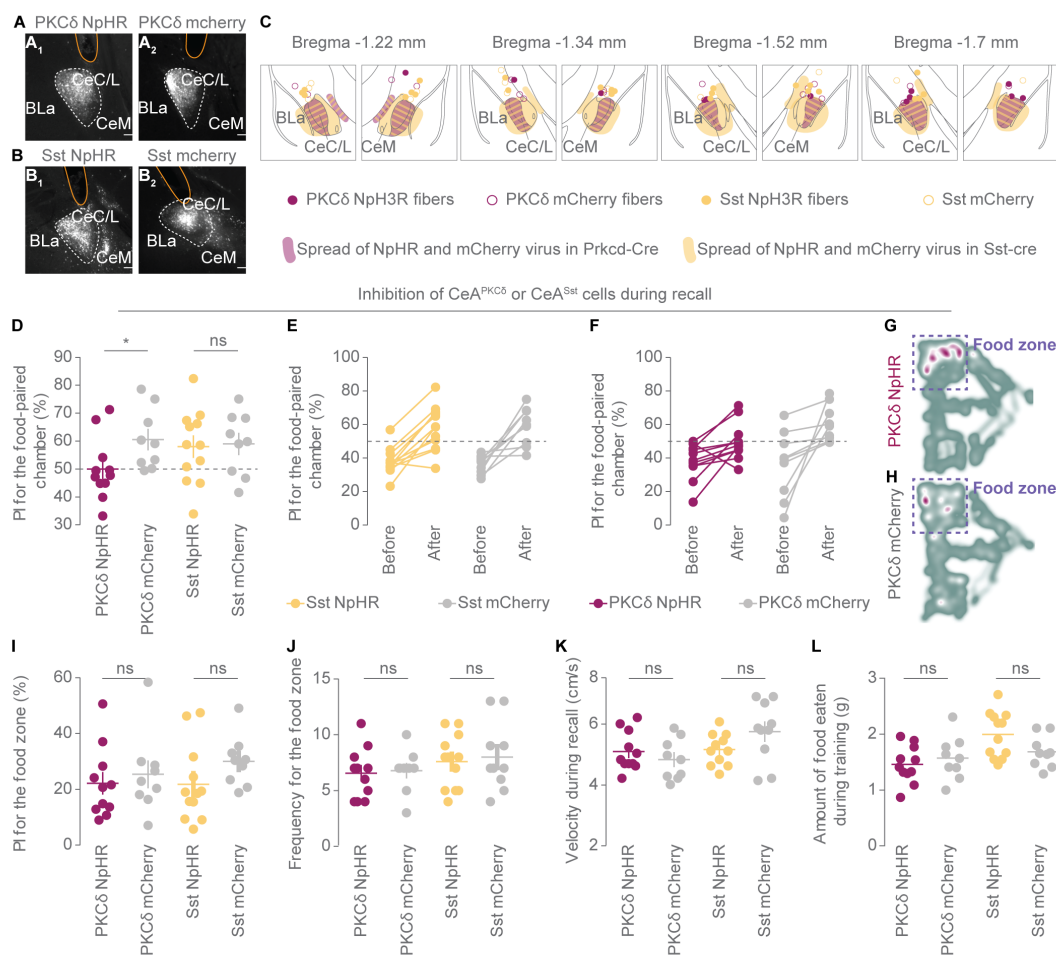 A
PKCδ NpHR
PKCδ mcherry
A1
A2
CeC/L
CeC/L
BLa
CeM
CeM
B
Sst NpHR
Sst mcherry
B1
B2
CeC/L
CeC/L
BLa
BLa
CeM
CeM
C
Bregma -1.22 mm
Bregma -1.34 mm
Bregma -1.52 mm
Bregma -1.7 mm
BLa
CeC/L
CeM
BLa
CeC/L
CeM
BLa
CeC/L
CeM
BLa
CeC/L
CeM
PKCδ NpH3R fibers
PKCδ mCherry fibers
Sst NpH3R fibers
Sst mCherry
Spread of NpHR and mCherry virus in Prkcd-Cre
Spread of NpHR and mCherry virus in Sst-cre
Inhibition of CeAPKCδ or CeASst cells during recall
D
PI for the food-paired
chamber (%)
90
80
70
60
50
40
30
*
ns
PKCδ NpHR
PKCδ mCherry
Sst NpHR
Sst mCherry
E
PI for the food-paired
chamber (%)
100
80
60
40
20
0
Before
After
Before
After
F
PI for the food-paired
chamber (%)
100
80
60
40
20
0
Before
After
Before
After
G
PKCδ NpHR
Food zone
H
PKCδ mCherry
Food zone
Sst NpHR
Sst mCherry
PKCδ NpHR
PKCδ mCherry
I
PI for the food zone (%)
60
40
20
0
ns
ns
PKCδ NpHR
PKCδ mCherry
Sst NpHR
Sst mCherry
J
Frequency for the food zone
15
10
5
0
ns
ns
PKCδ NpHR
PKCδ mCherry
Sst NpHR
Sst mCherry
K
Velocity during recall (cm/s)
8
6
4
2
ns
ns
PKCδ NpHR
PKCδ mCherry
Sst NpHR
Sst mCherry
L
Amount of food eaten
during training (g)
3
2
1
0
ns
ns
PKCδ NpHR
PKCδ mCherry
Sst NpHR
Sst mCherry